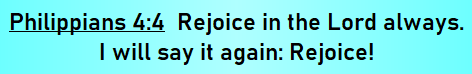 Philippians 4:4  Rejoice in the Lord always.
I will say it again: Rejoice!